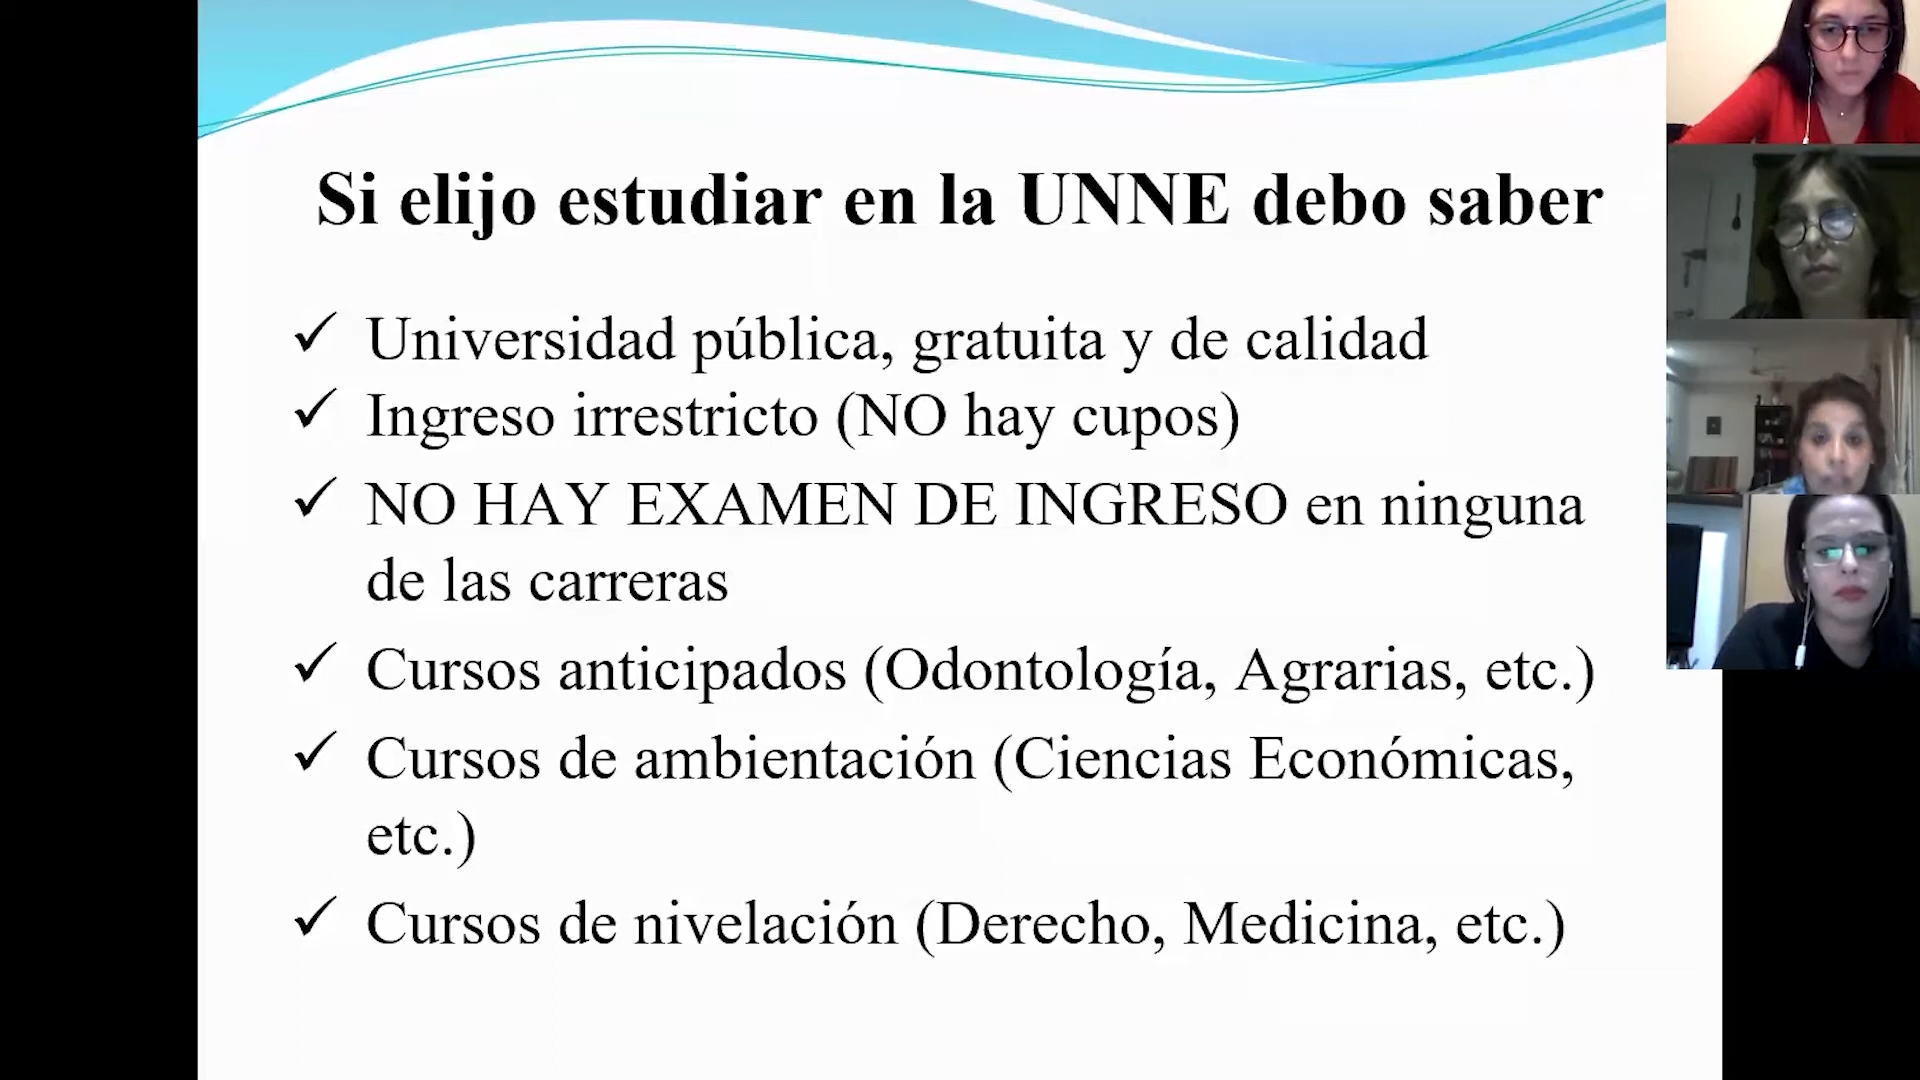 Si elijo estudiar en la UNNE debo saber
✓ Universidad pública, gratuita y de calidad
✓ Ingreso irrestricto (NO hay cupos)
✓ NO HAY EXAMEN DE INGRESO en ninguna
de las carreras
✓ Cursos anticipados (Odontología, Agrarias, etc.)
✓ Cursos de ambientación (Ciencias Económicas,
etc.)
✓ Cursos de nivelación (Derecho, Medicina, etc.)